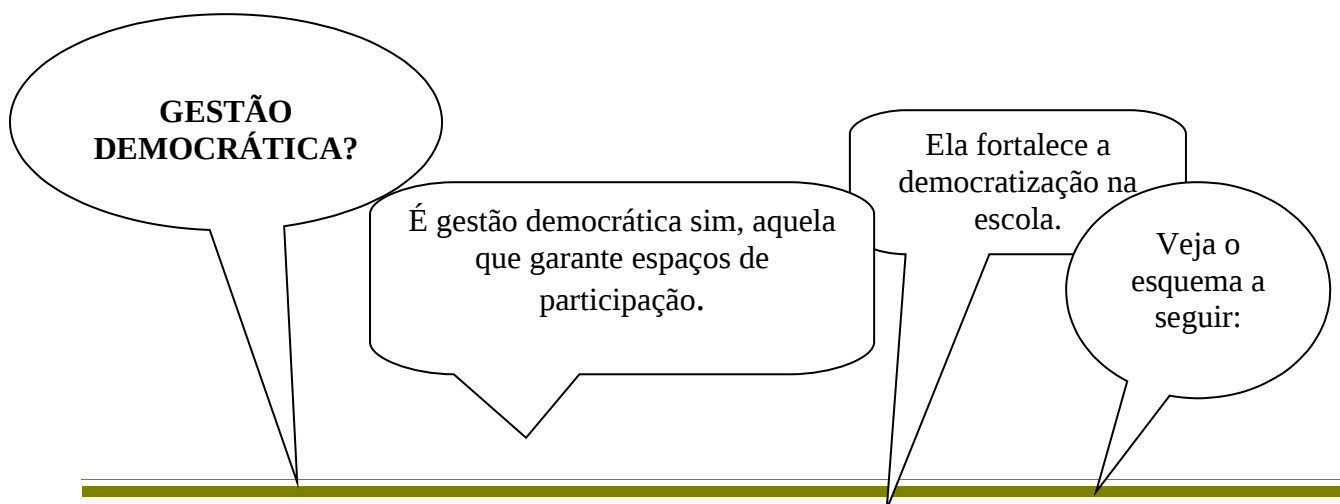 GESTÃO
DEMOCRÁTICA?
É gestão democrática sim, aquela
que garante espaços de
participação.
Ela fortalece a
democratização na
escola.
Veja o
esquema a
seguir: